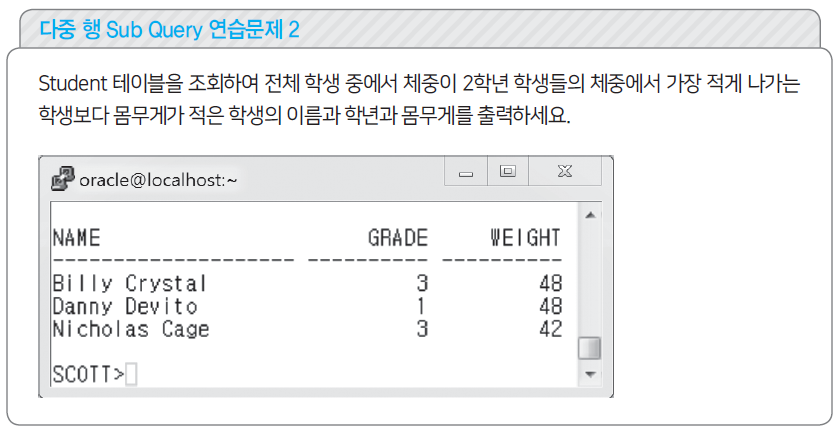 다중 행 Sub Query 연습문제 2
Student 테이블을 조회하여 전체 학생 중에서 체중이 2학년 학생들의 체중에서 가장 적게 나가는
학생보다 몸무게가 적은 학생의 이름과 학년과 몸무게를 출력하세요.
oracle@localhost:~
NAME GRADE WEIGHT
-------------------- ---------- ----------
Billy Crystal 3 48
Danny Devito 1 48
Nicholas Cage 3 42
SCOTT>